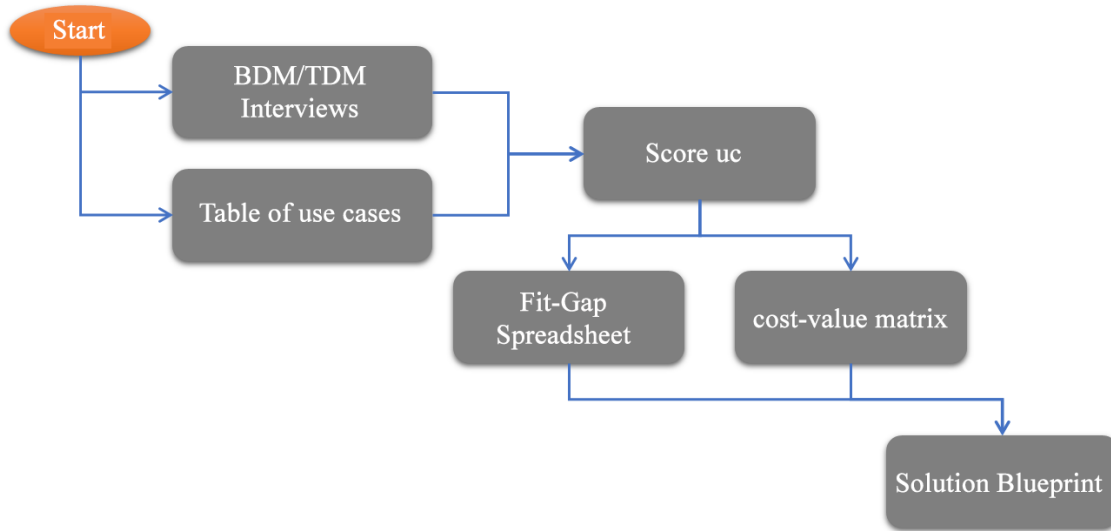 Start
BDM/TDM
Interviews
Table of use cases
Score uc
Fit-Gap
Spreadsheet
cost-value matrix
Solution Blueprint